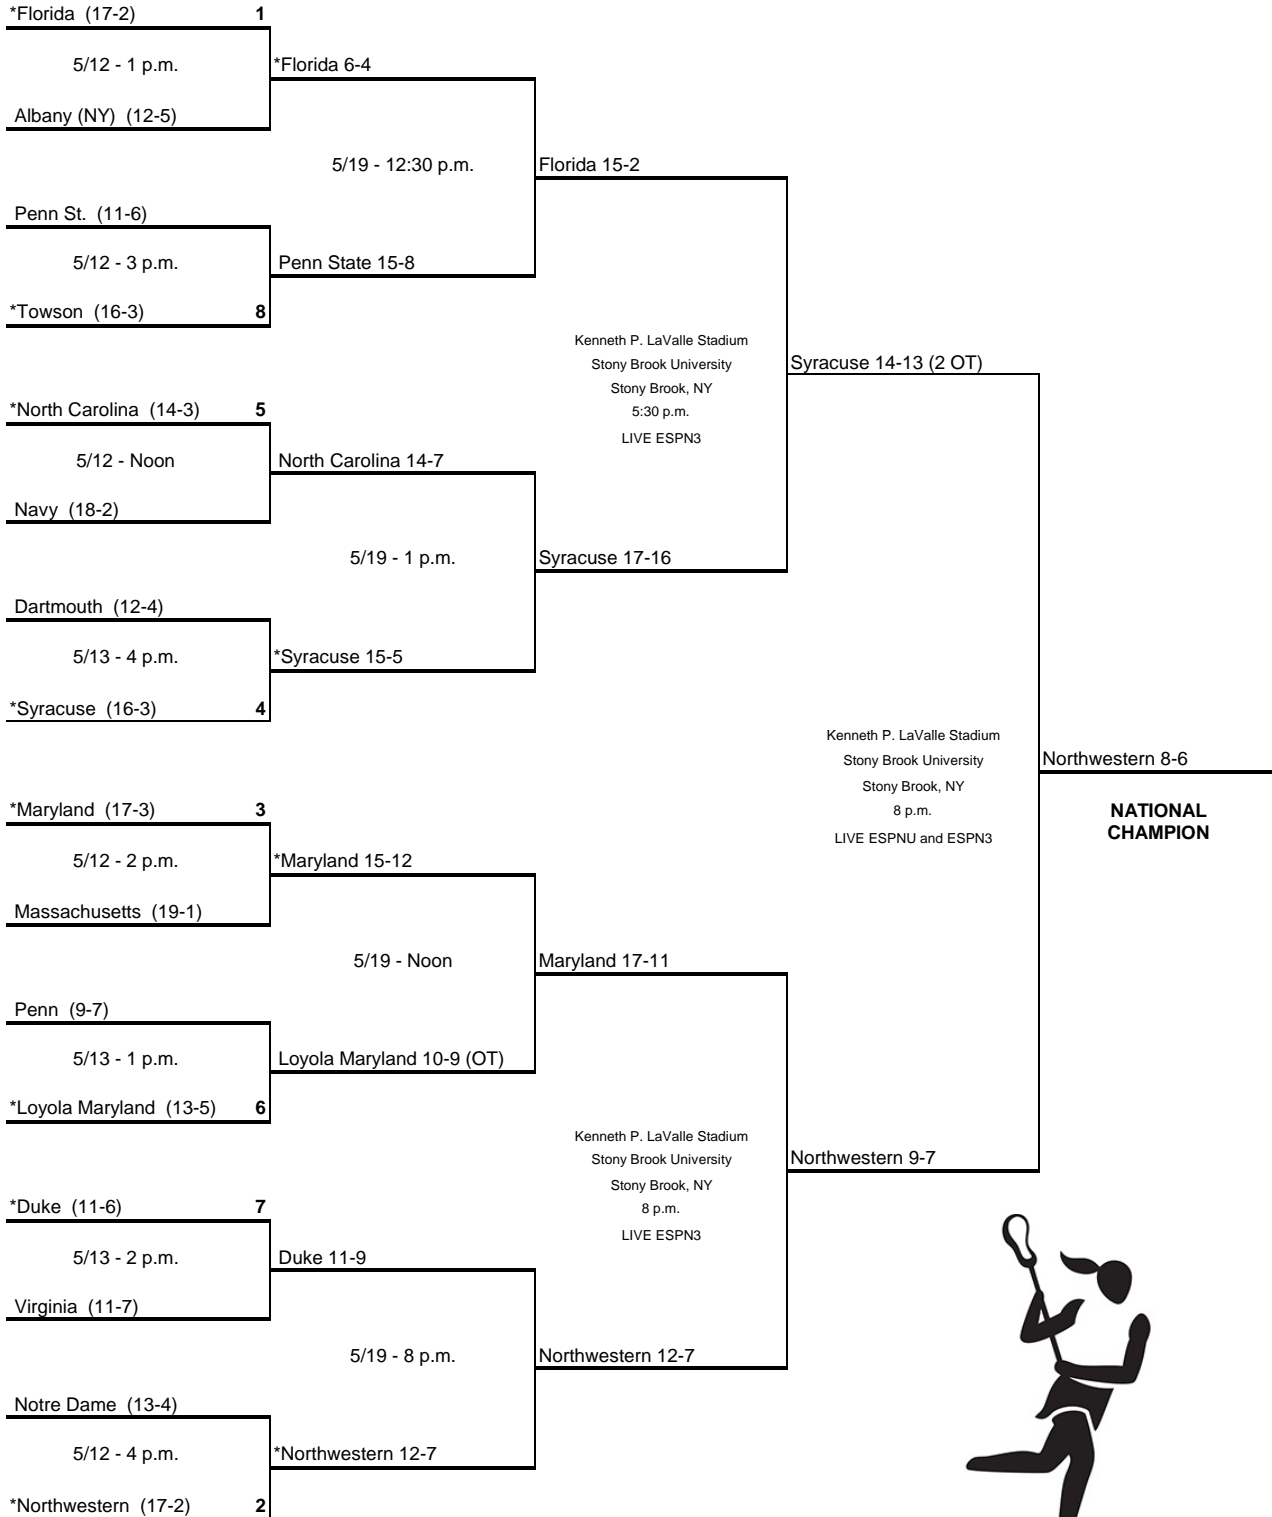 *Florida (17-2) 1
5/12 - 1 p.m.
*Florida 6-4
Albany (NY) (12-5)
5/19 - 12:30 p.m.
Florida 15-2
Penn St. (11-6)
5/12 - 3 p.m.
Penn State 15-8
*Towson (16-3) 8
Kenneth P. LaValle Stadium
Stony Brook University
Stony Brook, NY
5:30 p.m.
LIVE ESPN3
Syracuse 14-13 (2 OT)
*North Carolina (14-3) 5
5/12 - Noon
North Carolina 14-7
Navy (18-2)
5/19 - 1 p.m.
Syracuse 17-16
Dartmouth (12-4)
5/13 - 4 p.m.
*Syracuse 15-5
*Syracuse (16-3) 4
Kenneth P. LaValle Stadium
Stony Brook University
Stony Brook, NY
8 p.m.
LIVE ESPNU and ESPN3
Northwestern 8-6
NATIONAL
CHAMPION
*Maryland (17-3) 3
5/12 - 2 p.m.
*Maryland 15-12
Massachusetts (19-1)
5/19 - Noon
Maryland 17-11
Penn (9-7)
5/13 - 1 p.m.
Loyola Maryland 10-9 (OT)
*Loyola Maryland (13-5) 6
Kenneth P. LaValle Stadium
Stony Brook University
Stony Brook, NY
8 p.m.
LIVE ESPN3
Northwestern 9-7
*Duke (11-6) 7
5/13 - 2 p.m.
Duke 11-9
Virginia (11-7)
5/19 - 8 p.m.
Northwestern 12-7
Notre Dame (13-4)
5/12 - 4 p.m.
*Northwestern 12-7
*Northwestern (17-2) 2